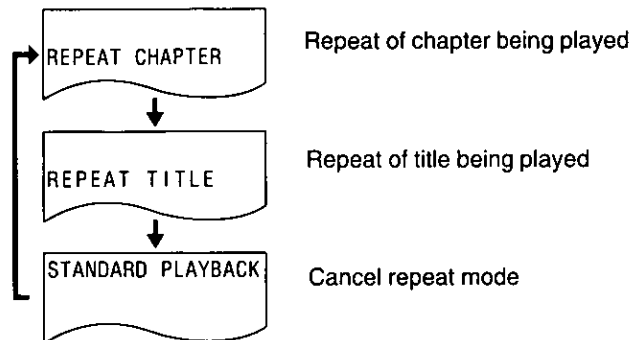 REPEAT CHAPTER
Repeat of chapter being played
REPEAT TITLE
Repeat of title being played
STANDARD PLAYBACK
Cancel repeat mode